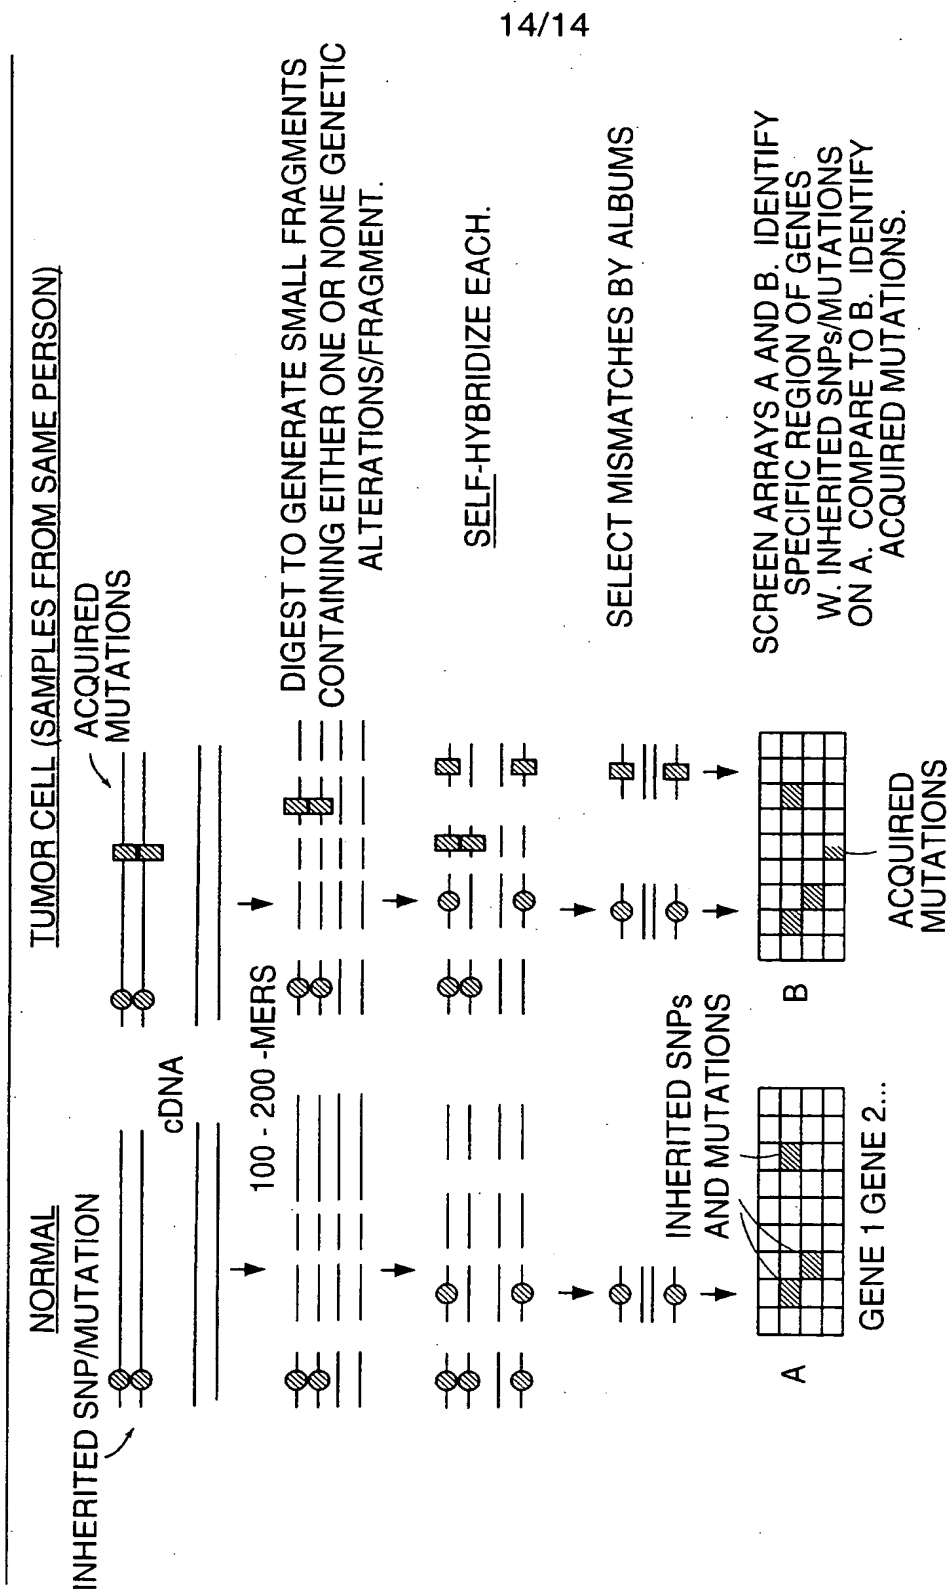 14/14
NORMAL
TUMOR CELL (SAMPLES FROM SAME PERSON)
INHERITED SNP/MUTATION
ACQUIRED
MUTATIONS
cDNA
100 - 200 -MERS
DIGEST TO GENERATE SMALL FRAGMENTS
CONTAINING EITHER ONE OR NONE GENETIC
ALTERATIONS/FRAGMENT.
SELF-HYBRIDIZE EACH.
SELECT MISMATCHES BY ALBUMS
INHERITED SNPs
AND MUTATIONS
A
B
GENE 1 GENE 2...
ACQUIRED
MUTATIONS
SCREEN ARRAYS A AND B. IDENTIFY
SPECIFIC REGION OF GENES
W. INHERITED SNPs/MUTATIONS
ON A. COMPARE TO B. IDENTIFY
ACQUIRED MUTATIONS.